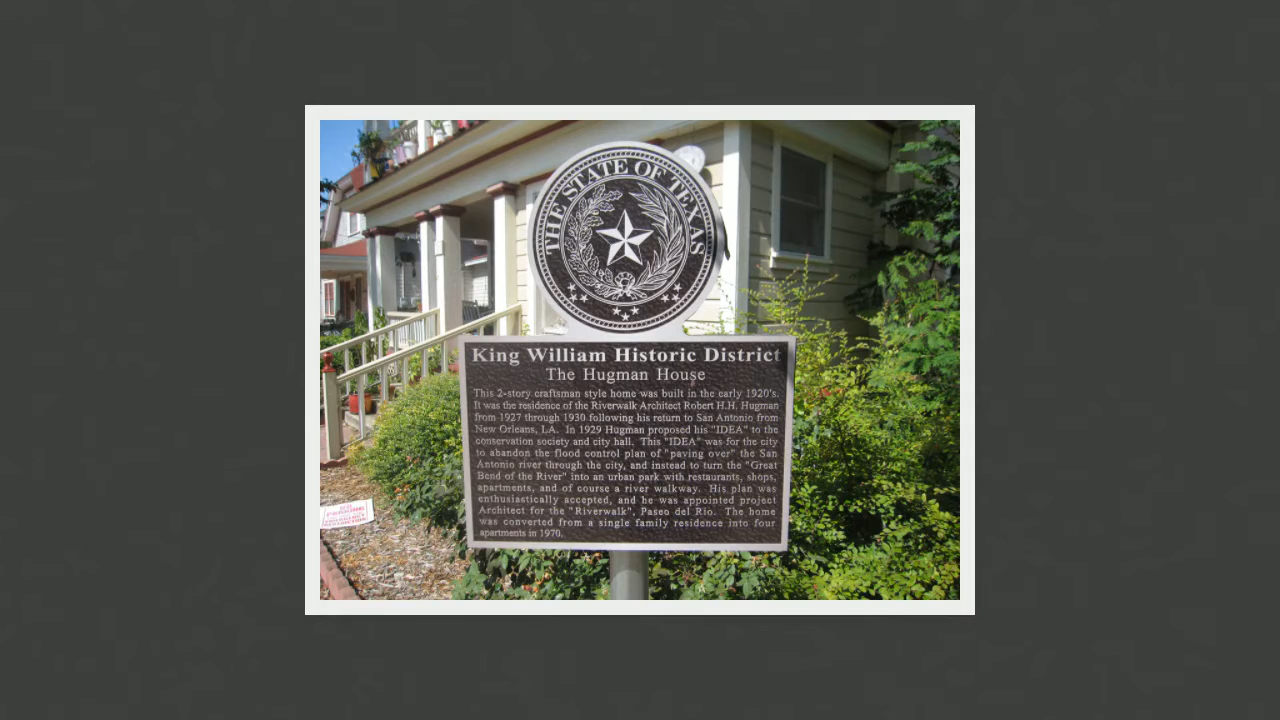 THE STATE OF TEXAS
King William Historic District
The Hugman House
This 2-story craftsman style home was built in the early 1920's.
It was the residence of the Riverwalk Architect Robert H.H. Hugman
from 1927 through 1930 following his return to San Antonio from
New Orleans, LA. In 1929 Hugman proposed his "IDEA" to the
conservation society and city hall. This "IDEA" was for the city
to abandon the flood control plan of "paving over" the San
Antonio river through the city, and instead to turn the "Great
Bend of the River" into an urban park with restaurants, shops,
apartments, and of course a river walkway. His plan was
enthusiastically accepted, and he was appointed project
Architect for the "Riverwalk", Paseo del Rio. The home
was converted from a single family residence into four
apartments in 1970.